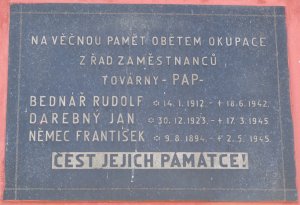 NA VĚČNOU PAMĚT OBĚTEM OKUPACE
Z ŘAD ZAMĚSTNANCŮ
TOVÁRNY - PAP -
BEDNÁŘ RUDOLF ✩ 14. 1. 1912. - ✝ 18. 6. 1942.
DAREBNÝ JAN ✩ 30. 12. 1923. - ✝ 17. 3. 1945.
NĚMEC FRANTIŠEK ✩ 9. 8. 1894. - ✝ 2. 5. 1945.
ČEST JEJICH PAMÁTCE!